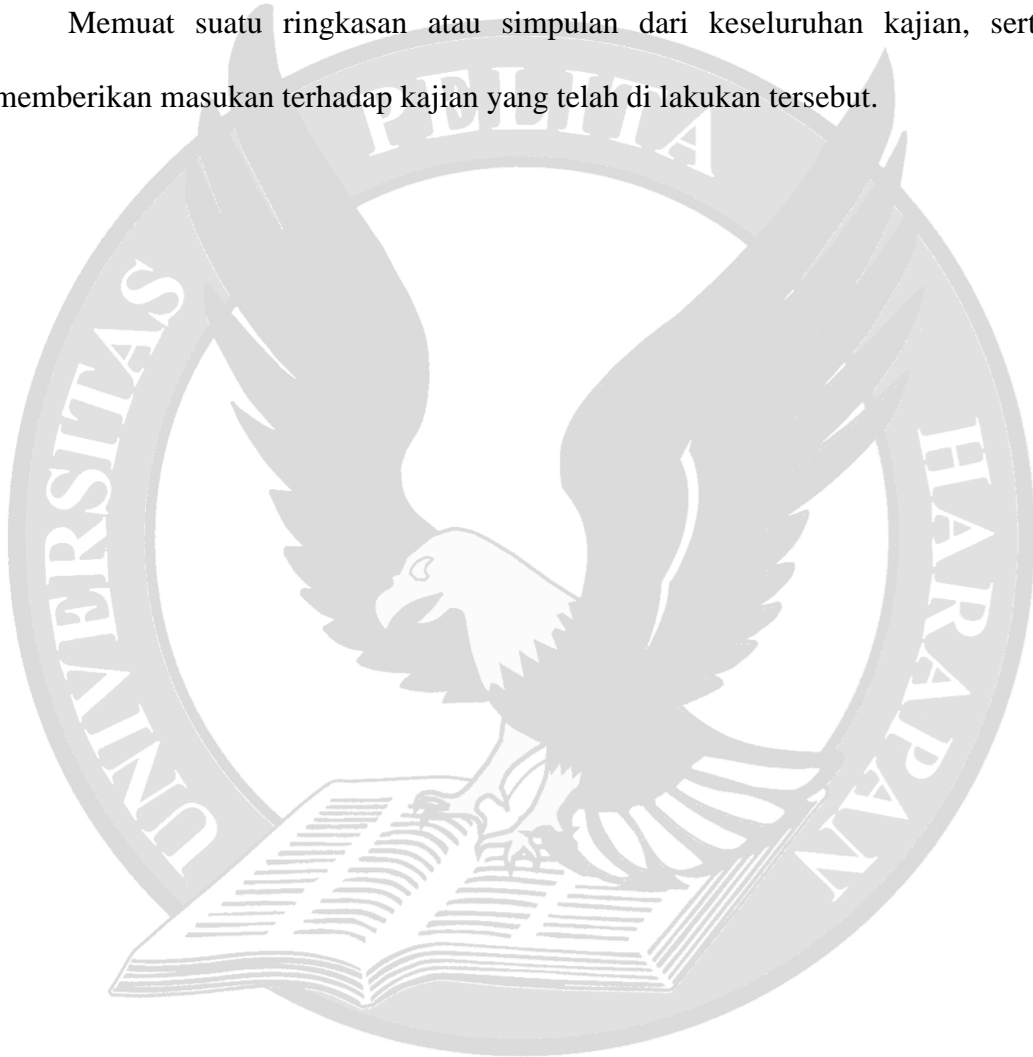 Memuat suatu ringkasan atau simpulan dari keseluruhan kajian, sert
memberikan masukan terhadap kajian yang telah di lakukan tersebut.
UNIVERSITAS PELITA HARAPAN